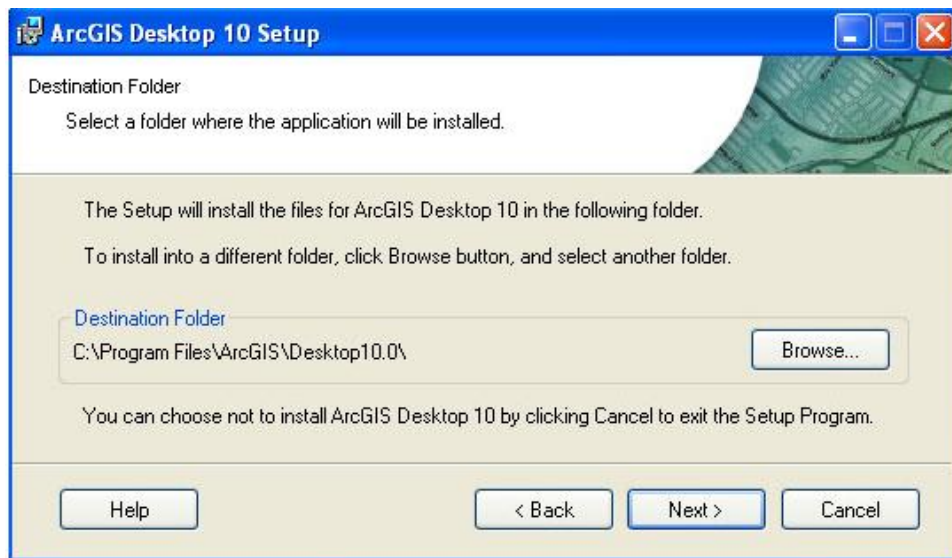 ArcGIS Desktop 10 Setup
Destination Folder
Select a folder where the application will be installed.
The Setup will install the files for ArcGIS Desktop 10 in the following folder.
To install into a different folder, click Browse button, and select another folder.
Destination Folder
C:\Program Files\ArcGIS\Desktop10.0\
Browse...
You can choose not to install ArcGIS Desktop 10 by clicking Cancel to exit the Setup Program.
Help
< Back
Next >
Cancel